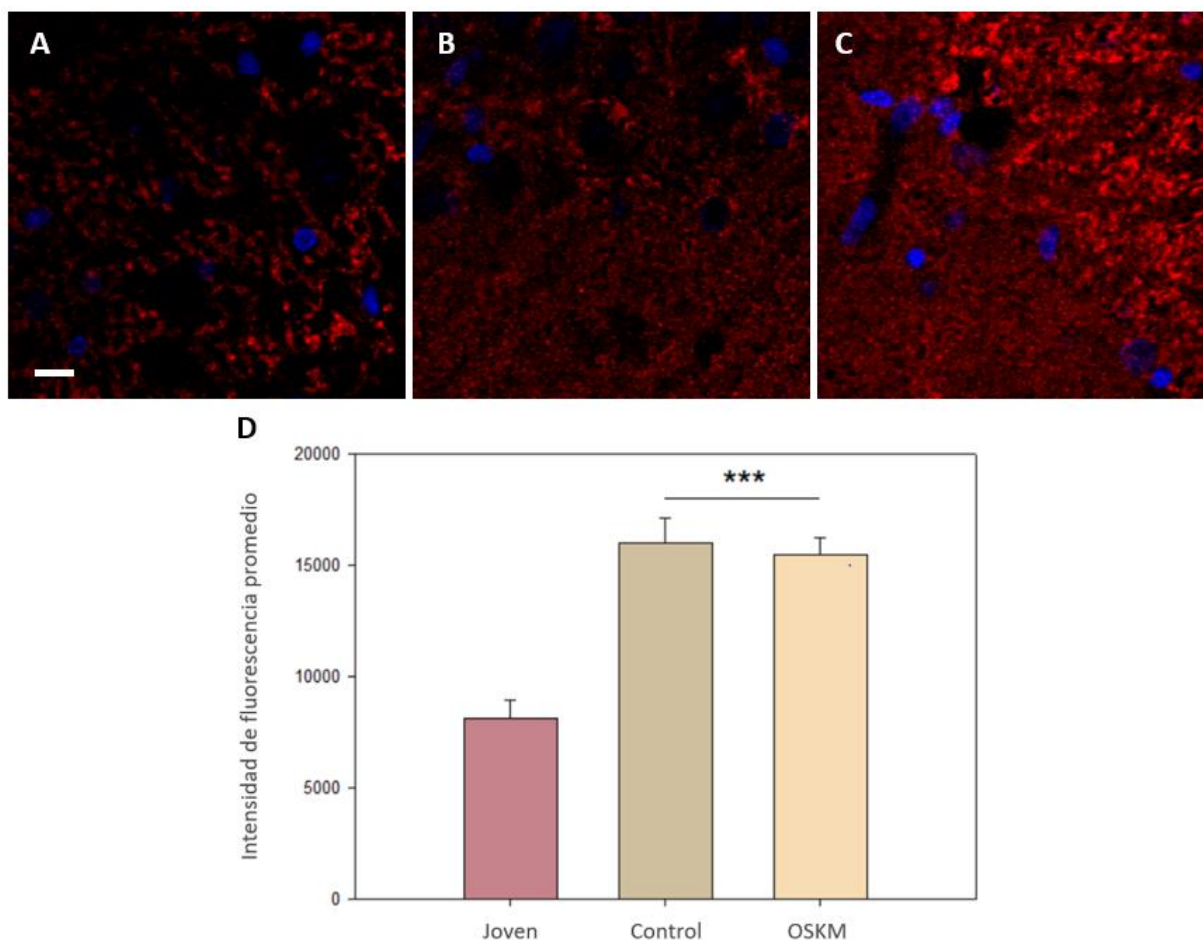 A B C
D
Intensidad de fluorescencia promedio
20000
15000
10000
5000
0
***
Joven Control OSKM